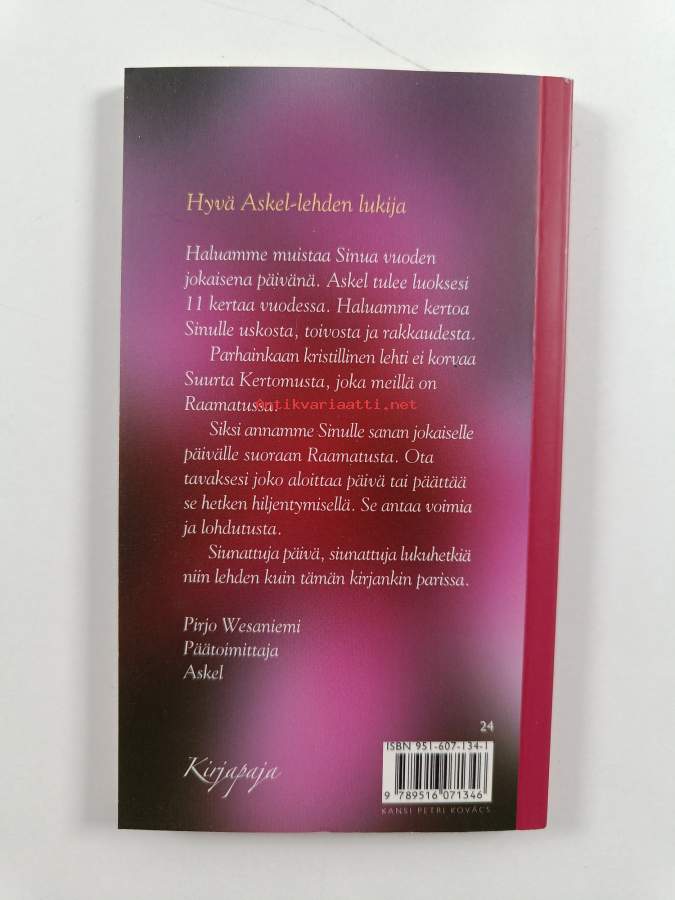 Hyvä Askel-lehden lukija
Haluamme muistaa Sinua vuoden
jokaisena päivänä. Askel tulee luoksesi
11 kertaa vuodessa. Haluamme kertoa
Sinulle uskosta, toivosta ja rakkaudesta.
Parhainkaan kristillinen lehti ei korvaa
Suurta Kertomusta, joka meillä on
Raamatussa.
Antikvariaatti.net
Siksi annamme Sinulle sanan jokaiselle
päivälle suoraan Raamatusta. Ota
tavaksesi joko aloittaa päivä tai päättää
se hetken hiljentymisellä. Se antaa voimia
ja lohdutusta.
Siunattuja päivä, siunattuja lukuhetkiä
niin lehden kuin tämän kirjankin parissa.
Pirjo Wesaniemi
Päätoimittaja
Askel
24
Kirjapaja
ISBN 951-607-134-1
9 789516 071346
KANSI PETRI KOVÁCS